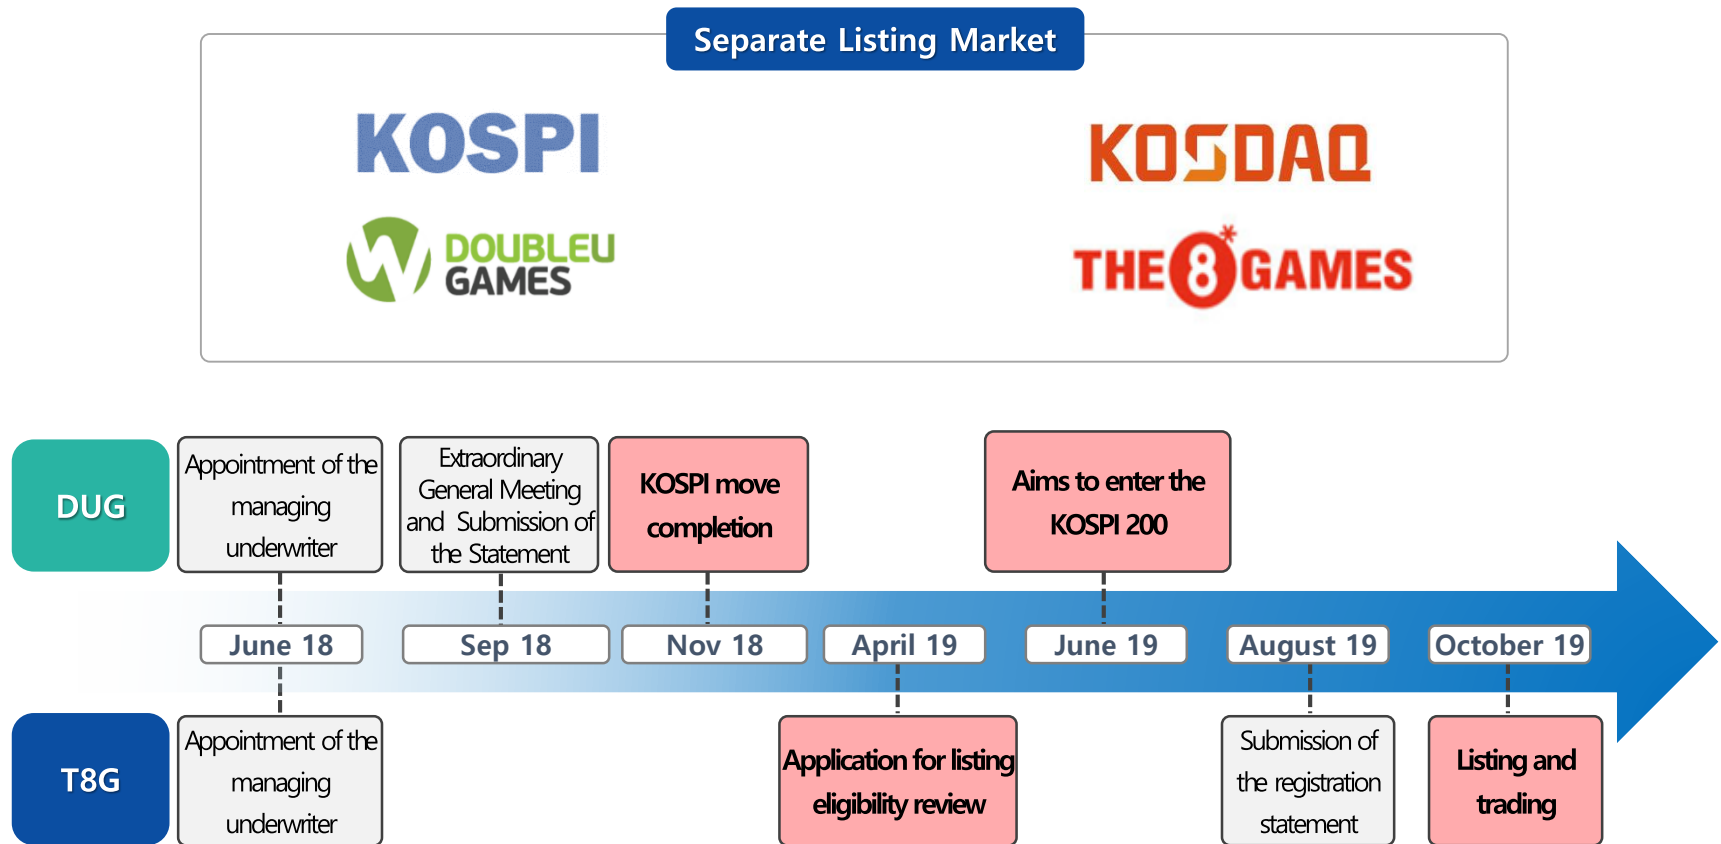 Separate Listing Market
KOSPI
KOSDAQ
DOUBLEU
GAMES
THE8GAMES
DUG
Appointment of the
managing
underwriter
Extraordinary
General Meeting
and Submission of
the Statement
KOSPI move
completion
Aims to enter the
KOSPI 200
June 18
Sep 18
Nov 18
April 19
June 19
August 19
October 19
T8G
Appointment of the
managing
underwriter
Application for listing
eligibility review
Submission of
the registration
statement
Listing and
trading